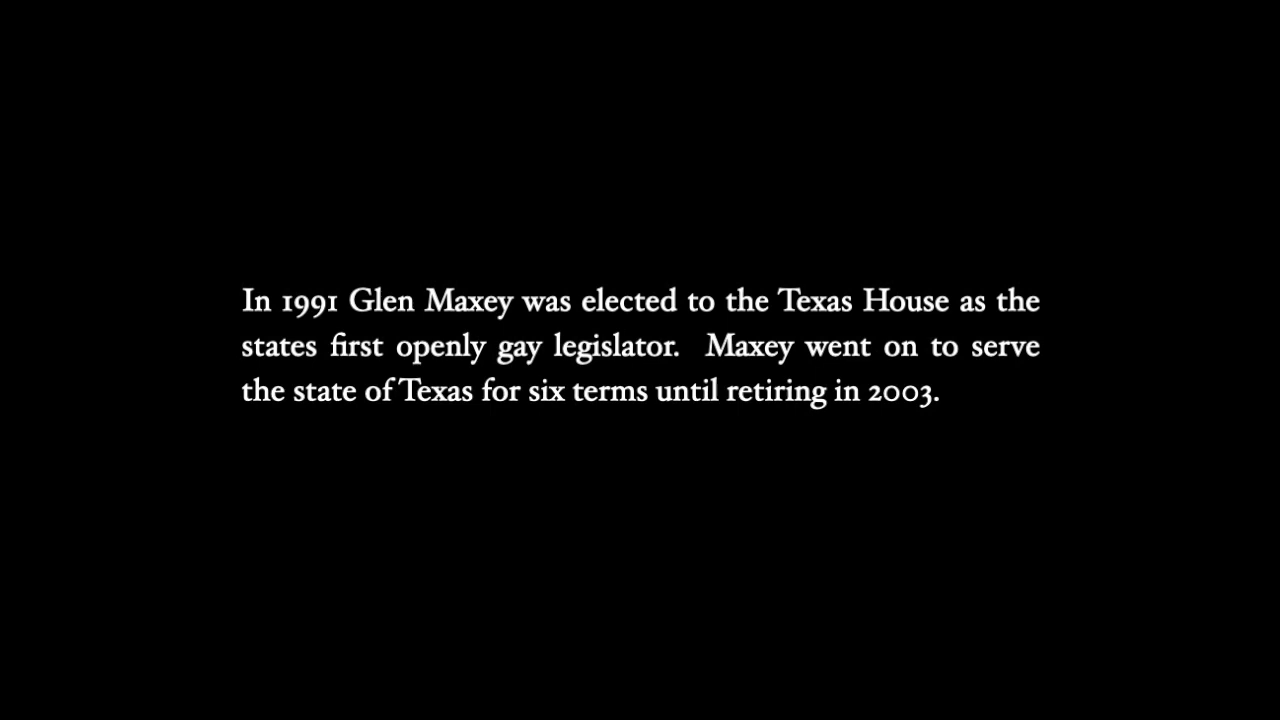 In 1991 Glen Maxey was elected to the Texas House as the
states first openly gay legislator.  Maxey went on to serve
the state of Texas for six terms until retiring in 2003.